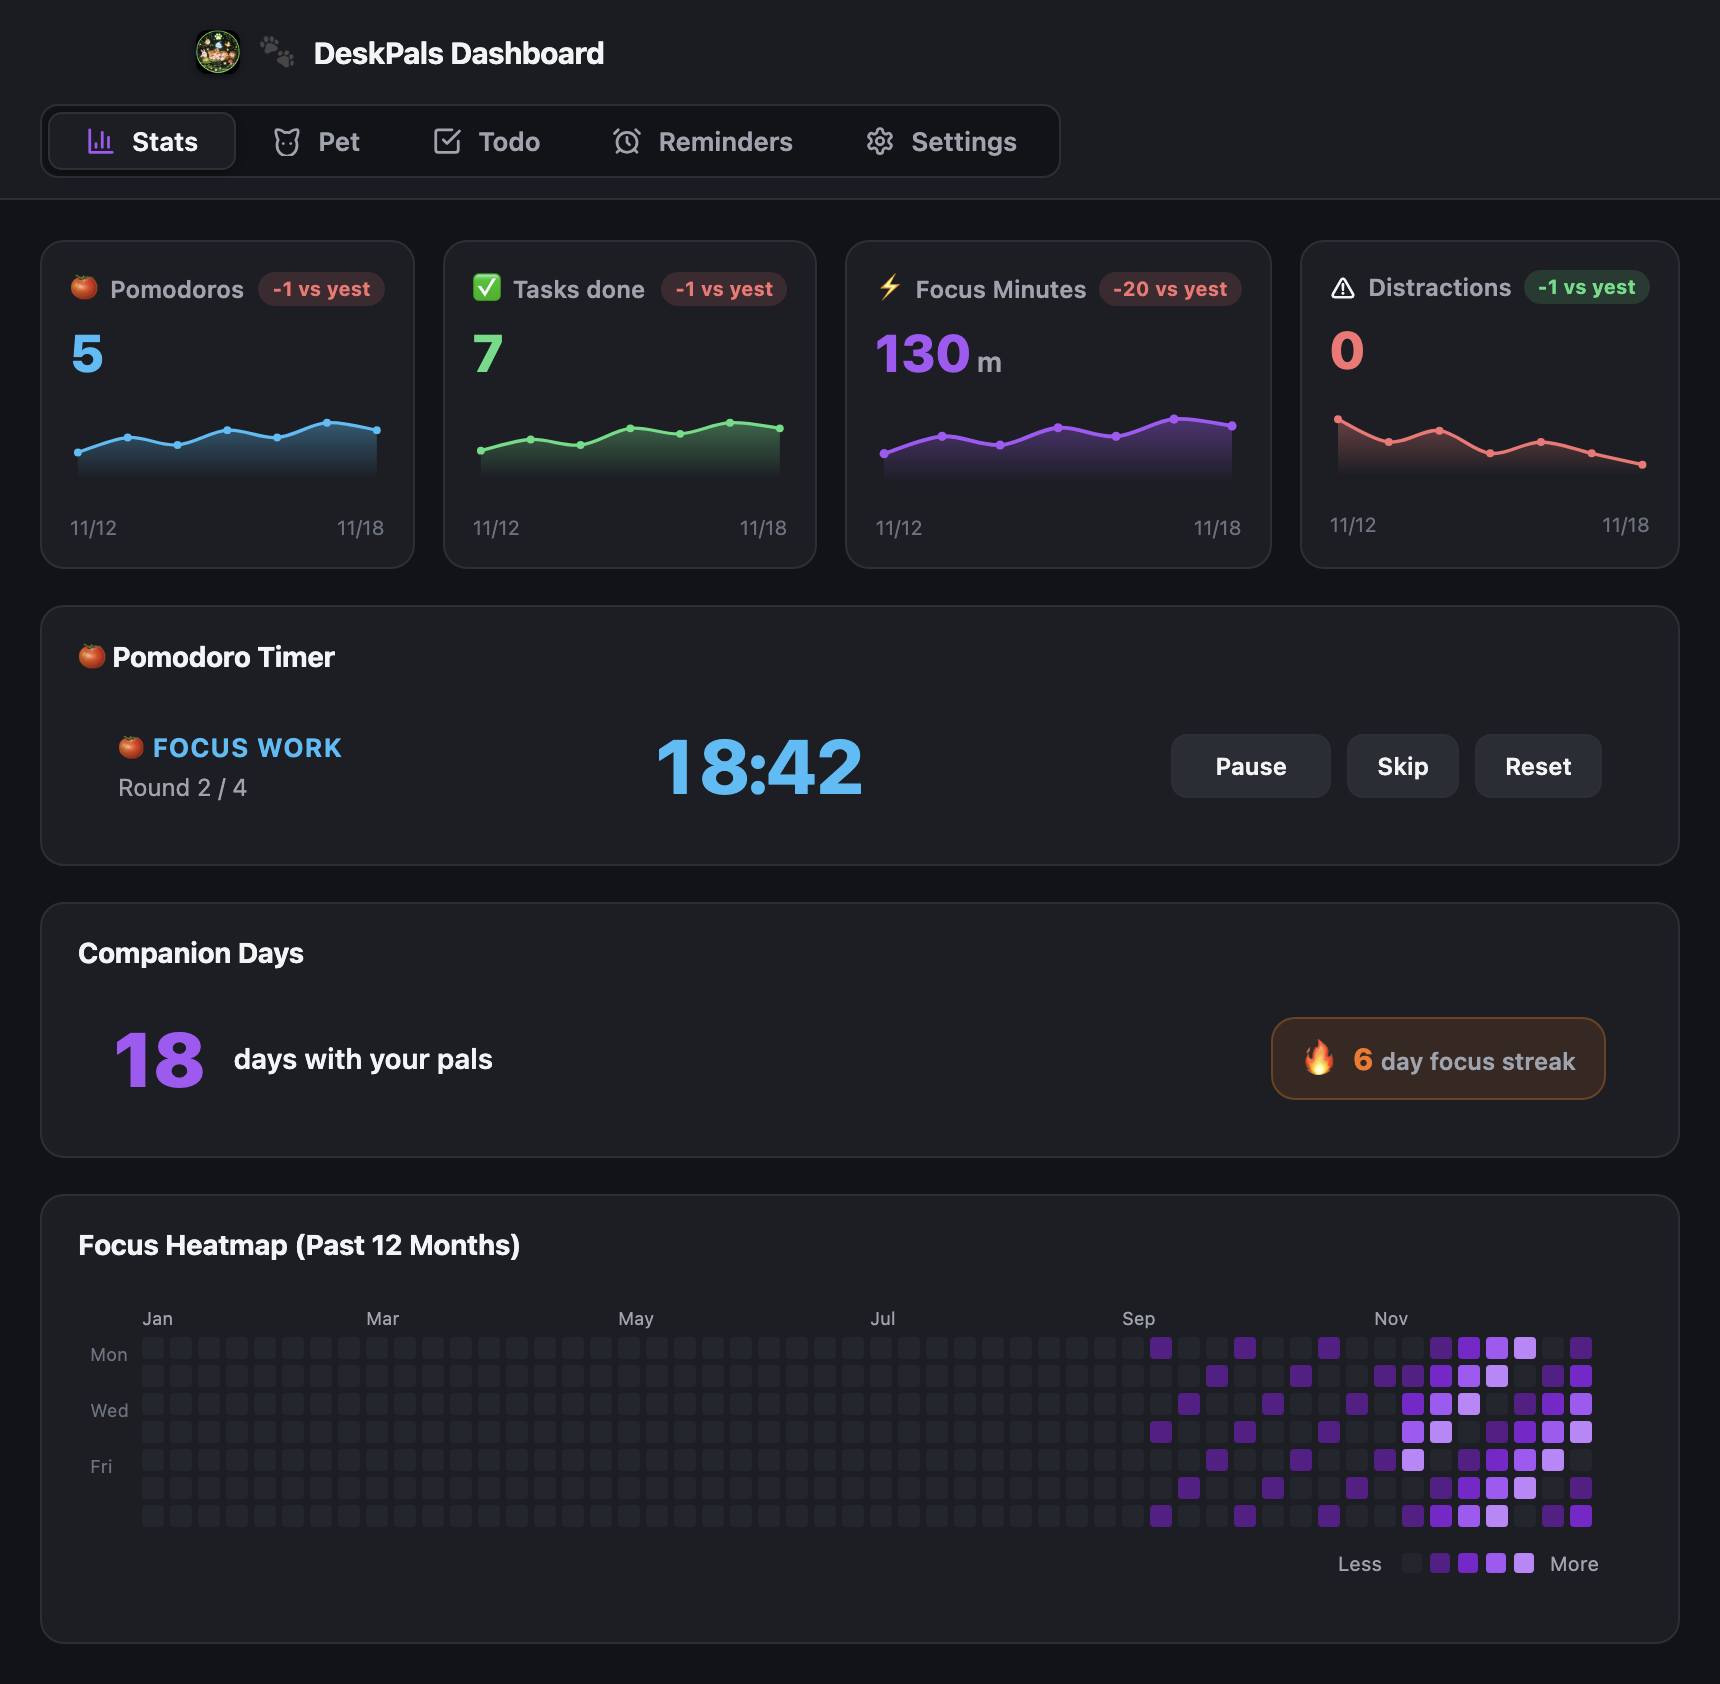 DeskPals Dashboard
Stats
Pet
Todo
Reminders
Settings
Pomodoros -1 vs yest
5
11/12 11/18
Tasks done -1 vs yest
7
11/12 11/18
Focus Minutes -20 vs yest
130 m
11/12 11/18
Distractions -1 vs yest
0
11/12 11/18
Pomodoro Timer
FOCUS WORK
Round 2 / 4
18:42
Pause
Skip
Reset
Companion Days
18 days with your pals
6 day focus streak
Focus Heatmap (Past 12 Months)
Jan Mar May Jul Sep Nov
Mon
Wed
Fri
Less More